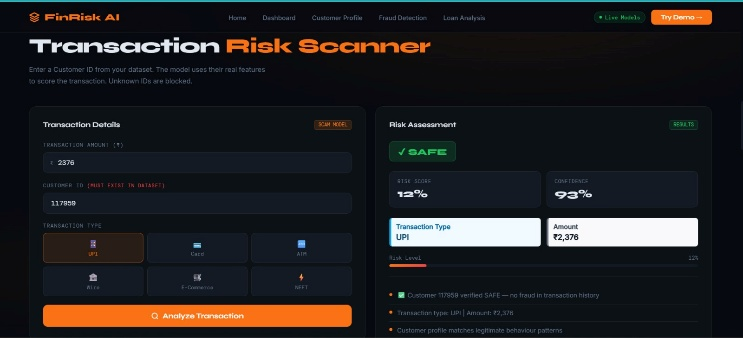 FinRisk AI
Home Dashboard Customer Profile Fraud Detection Loan Analysis
Live Models
Try Demo —
Transaction Risk Scanner
Enter a Customer ID from your dataset. The model uses their real features
to score the transaction. Unknown IDs are blocked.
Transaction Details
SCAM MODEL
TRANSACTION AMOUNT (₹)
₹ 2376
CUSTOMER ID (MUST EXIST IN DATASET)
117959
TRANSACTION TYPE
UPI
Card
ATM
Wire
E-Commerce
NEFT
Analyze Transaction
Risk Assessment
RESULTS
✓ SAFE
RISK SCORE
12%
CONFIDENCE
93%
Transaction Type
UPI
Amount
₹2,376
Risk Level
12%
Customer 117959 verified SAFE — no fraud in transaction history
Transaction type: UPI | Amount: ₹2,376
Customer profile matches legitimate behaviour patterns